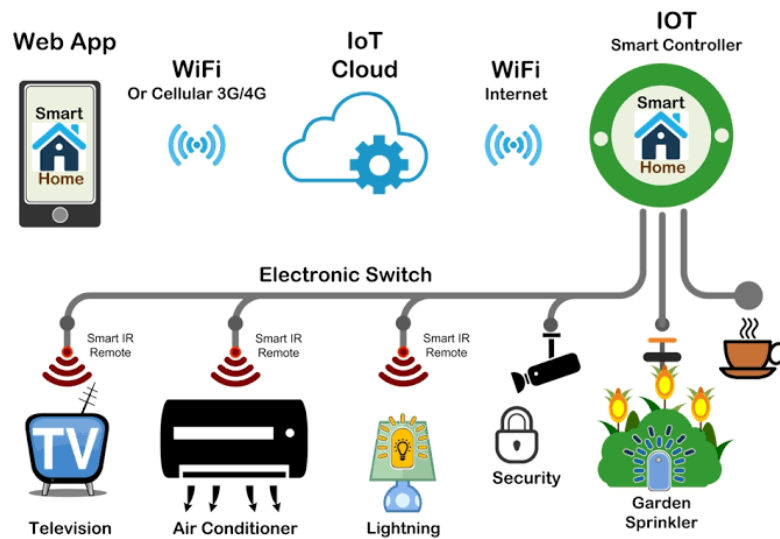 Web App
WiFi
Or Cellular 3G/4G
IoT
Cloud
WiFi
Internet
IOT
Smart Controller
Smart
Home
Smart
Home
Electronic Switch
Smart IR
Remote
Smart IR
Remote
Smart IR
Remote
TV
Television
Air Conditioner
Lightning
Security
Garden
Sprinkler